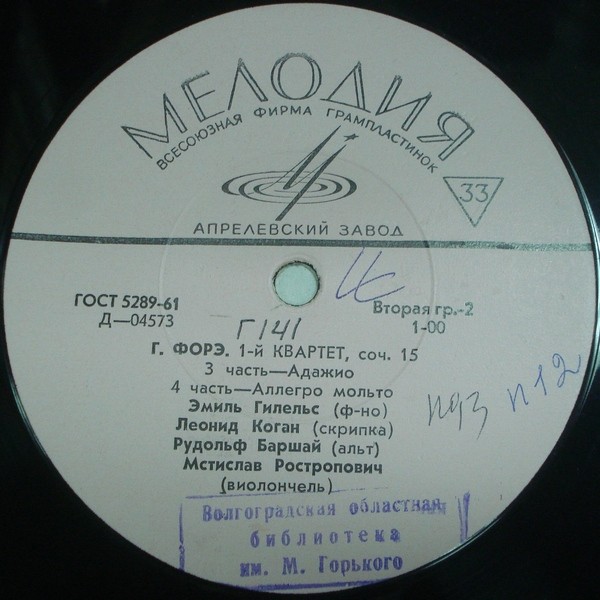 МЕЛОДИЯ
ВСЕСОЮЗНАЯ ФИРМА ГРАМПЛАСТИНОК
33
АПРЕЛЕВСКИЙ ЗАВОД
ГОСТ 5289-61
Д—04573
Вторая гр.-2
1-00
Г141
Г. ФОРЭ. 1-й КВАРТЕТ, соч. 15
3 часть—Адажио
4 часть—Аллегро мольто
Эмиль Гилельс (ф-но)
Леонид Коган (скрипка)
Рудольф Баршай (альт)
Мстислав Ростропович
(виолончель)
п12
Волгоградская областная
библиотека
им. М. Горького